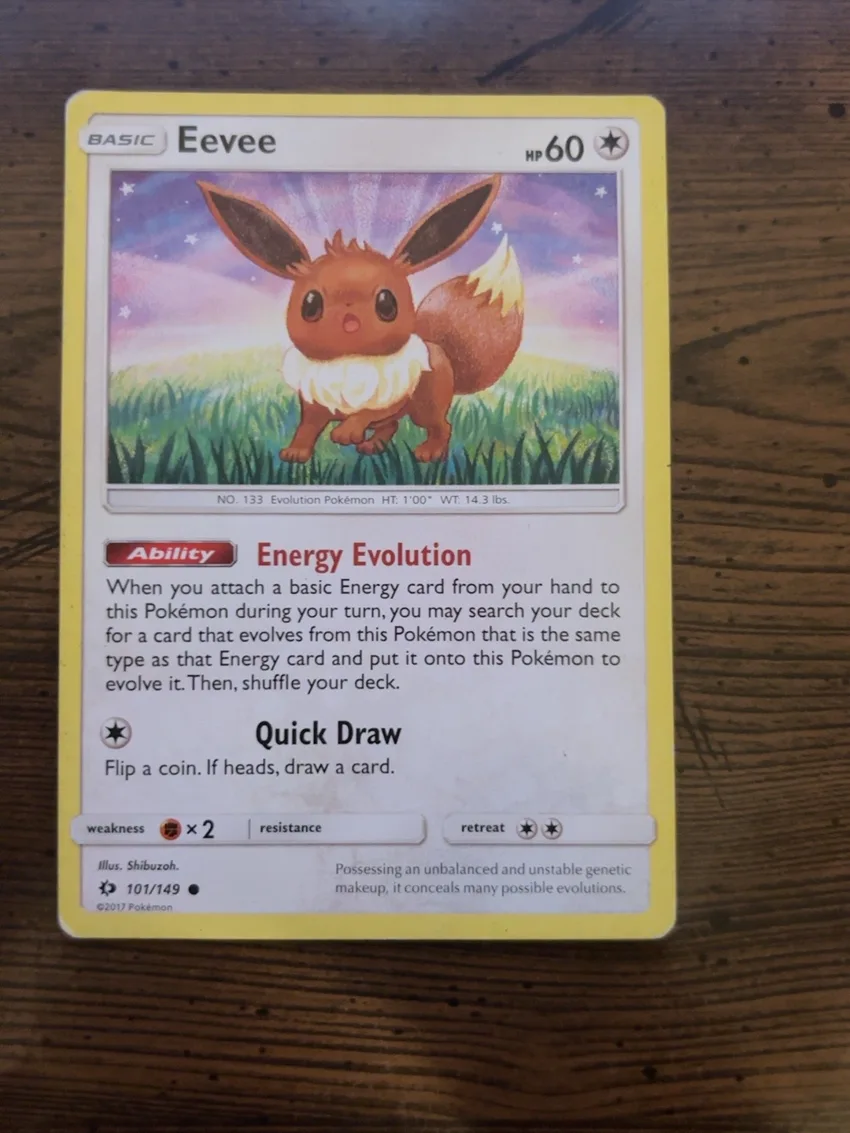 BASIC Eevee HP60
NO. 133 Evolution Pokémon HT: 1'00" WT: 14.3 lbs.
Ability Energy Evolution
When you attach a basic Energy card from your hand to
this Pokémon during your turn, you may search your deck
for a card that evolves from this Pokémon that is the same
type as that Energy card and put it onto this Pokémon to
evolve it. Then, shuffle your deck.
Quick Draw
Flip a coin. If heads, draw a card.
weakness × 2 resistance retreat
Illus. Shibuzoh.
101/149
©2017 Pokémon
Possessing an unbalanced and unstable genetic
makeup, it conceals many possible evolutions.